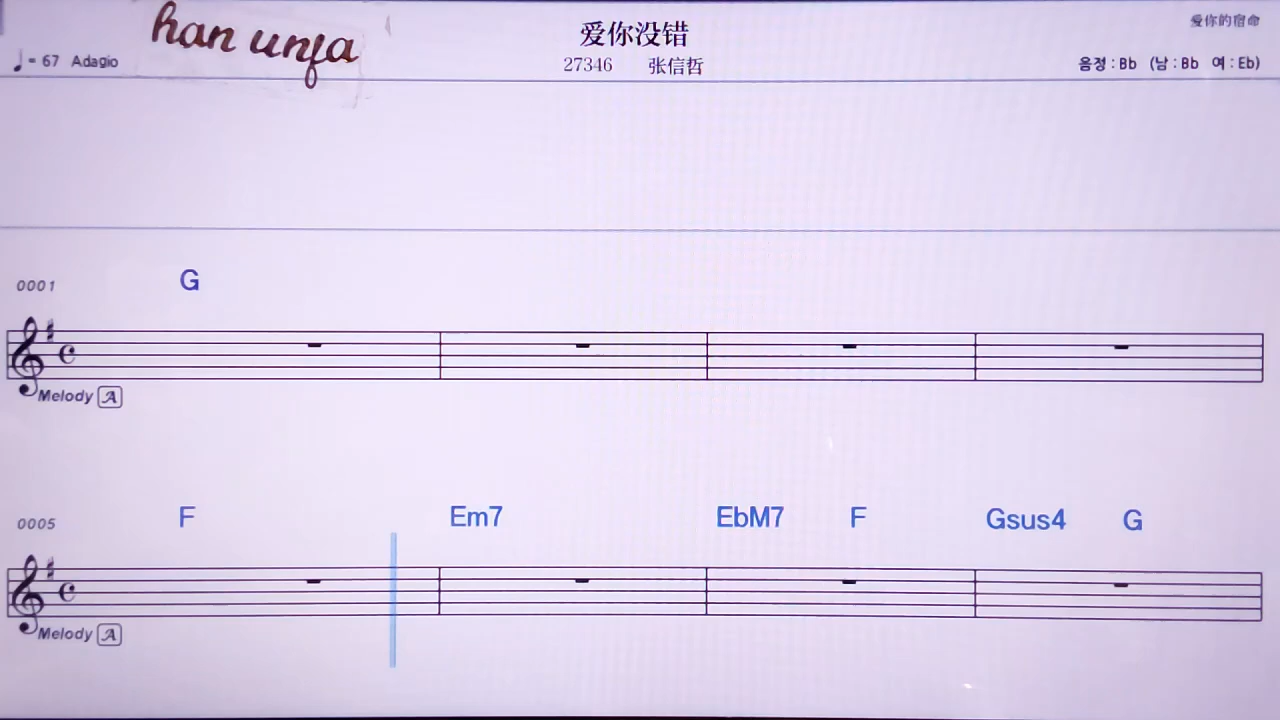 han unfa
爱你没错
爱你的宿命
♩= 67 Adagio
27346 张信哲
음정 : Bb (남 : Bb 여 : Eb)
0001 G
Melody A
0005 F Em7 EbM7 F Gsus4 G
Melody A